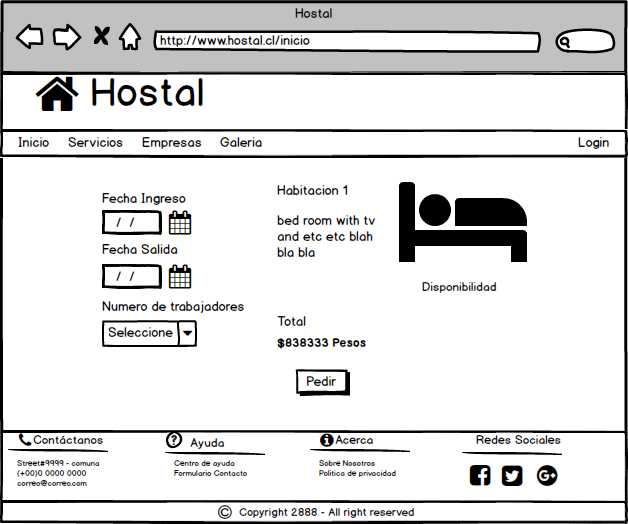 Hostal
http://www.hostal.cl/inicio
Hostal
Inicio Servicios Empresas Galeria Login
Fecha Ingreso
/ /
Fecha Salida
/ /
Numero de trabajadores
Seleccione
Habitacion 1
bed room with tv
and etc etc blah
bla bla
Disponibilidad
Total
$838333 Pesos
Pedir
Contáctanos
Street#9999 - comuna
(+00)0 0000 0000
correo@correo.com
Ayuda
Centro de ayuda
Formulario Contacto
Acerca
Sobre Nosotros
Politica de privacidad
Redes Sociales
© Copyright 2888 - All right reserved